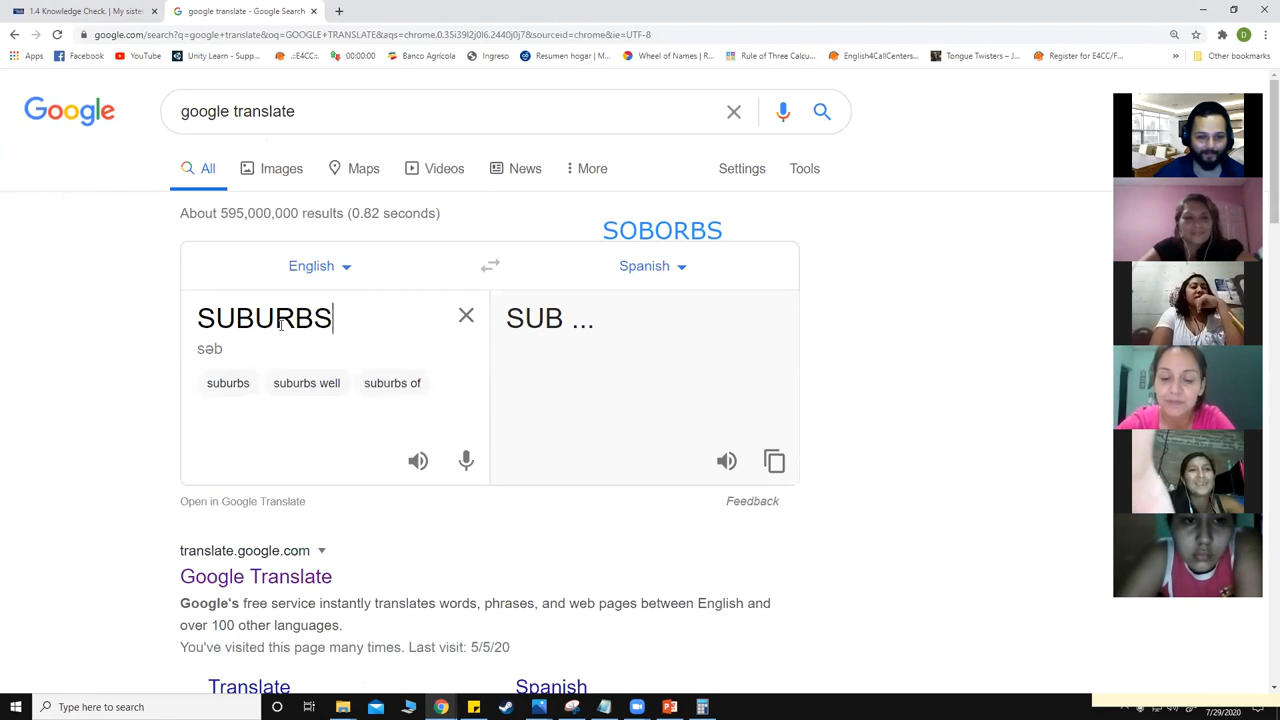 1.4 Knowledge Check. | My siste
google translate - Google Search
google.com/search?q=google+translate&oq=GOOGLE+TRANSLATE&aqs=chrome.0.35i39l2j0l6.2440j0j7&sourceid=chrome&ie=UTF-8
D
Apps
Facebook
YouTube
Unity Learn - Supp...
.::E4CC::.
00:00:00
Banco Agrícola
Ingreso
Resumen hogar | M...
Wheel of Names | R...
Rule of Three Calcu...
English4CallCenters...
Tongue Twisters – J...
Register for E4CC/F...
»
Other bookmarks
Google
google translate
All
Images
Maps
Videos
News
More
Settings
Tools
About 595,000,000 results (0.82 seconds)
SOBORBS
English
Spanish
SUBURBS
SUB ...
səb
suburbs
suburbs well
suburbs of
Open in Google Translate
Feedback
translate.google.com
Google Translate
Google's free service instantly translates words, phrases, and web pages between English and
over 100 other languages.
You've visited this page many times. Last visit: 5/5/20
Translate
Spanish
Type here to search
7/29/2020